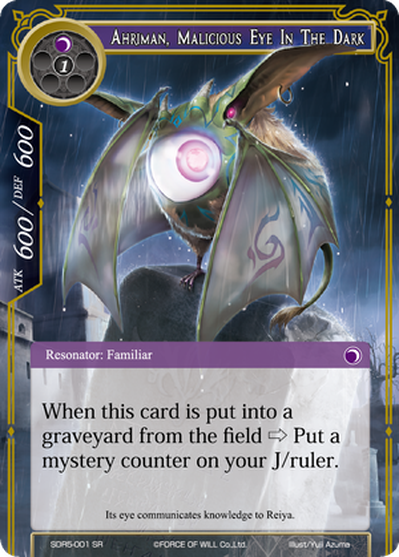 AHRIMAN, MALICIOUS EYE IN THE DARK
1
ATK 600 / DEF 600
Resonator: Familiar
When this card is put into a
graveyard from the field ⇨ Put a
mystery counter on your J/ruler.
Its eye communicates knowledge to Reiya.
SDR5-001 SR ©FORCE OF WILL Co.,Ltd. Illust/Yuji Azuma